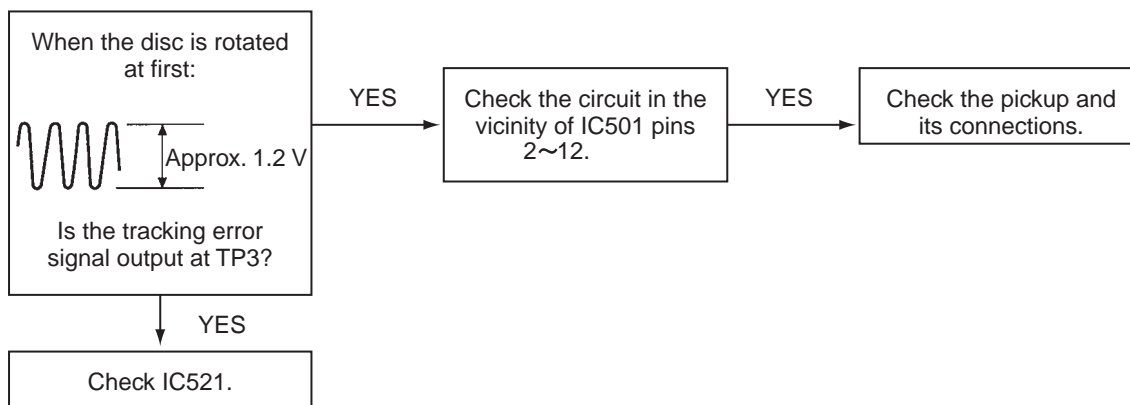 When the disc is rotated
at first:
Approx. 1.2 V
Is the tracking error
signal output at TP3?
YES
Check the circuit in the
vicinity of IC501 pins
2～12.
YES
Check the pickup and
its connections.
YES
Check IC521.